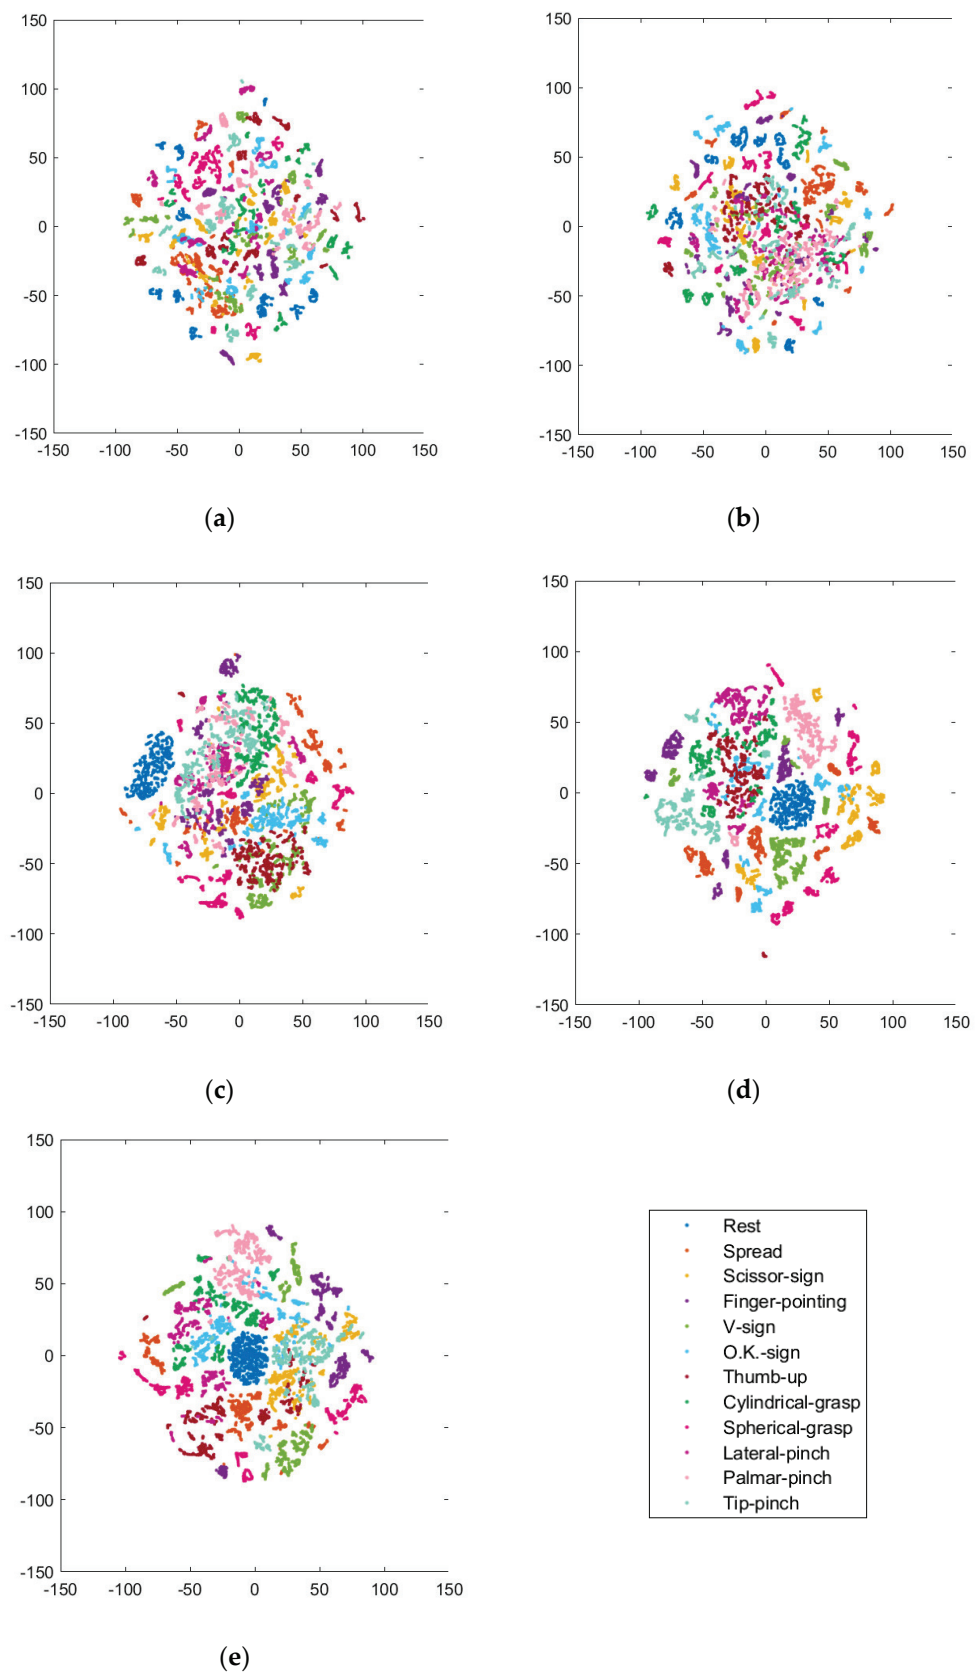 150
100
50
0
-50
-100
-150
-150 -100 -50 0 50 100 150
(a)
150
100
50
0
-50
-100
-150
-150 -100 -50 0 50 100 150
(b)
150
100
50
0
-50
-100
-150
-150 -100 -50 0 50 100 150
(c)
150
100
50
0
-50
-100
-150
-150 -100 -50 0 50 100 150
(d)
150
100
50
0
-50
-100
-150
-150 -100 -50 0 50 100 150
(e)
Rest
Spread
Scissor-sign
Finger-pointing
V-sign
O.K.-sign
Thumb-up
Cylindrical-grasp
Spherical-grasp
Lateral-pinch
Palmar-pinch
Tip-pinch